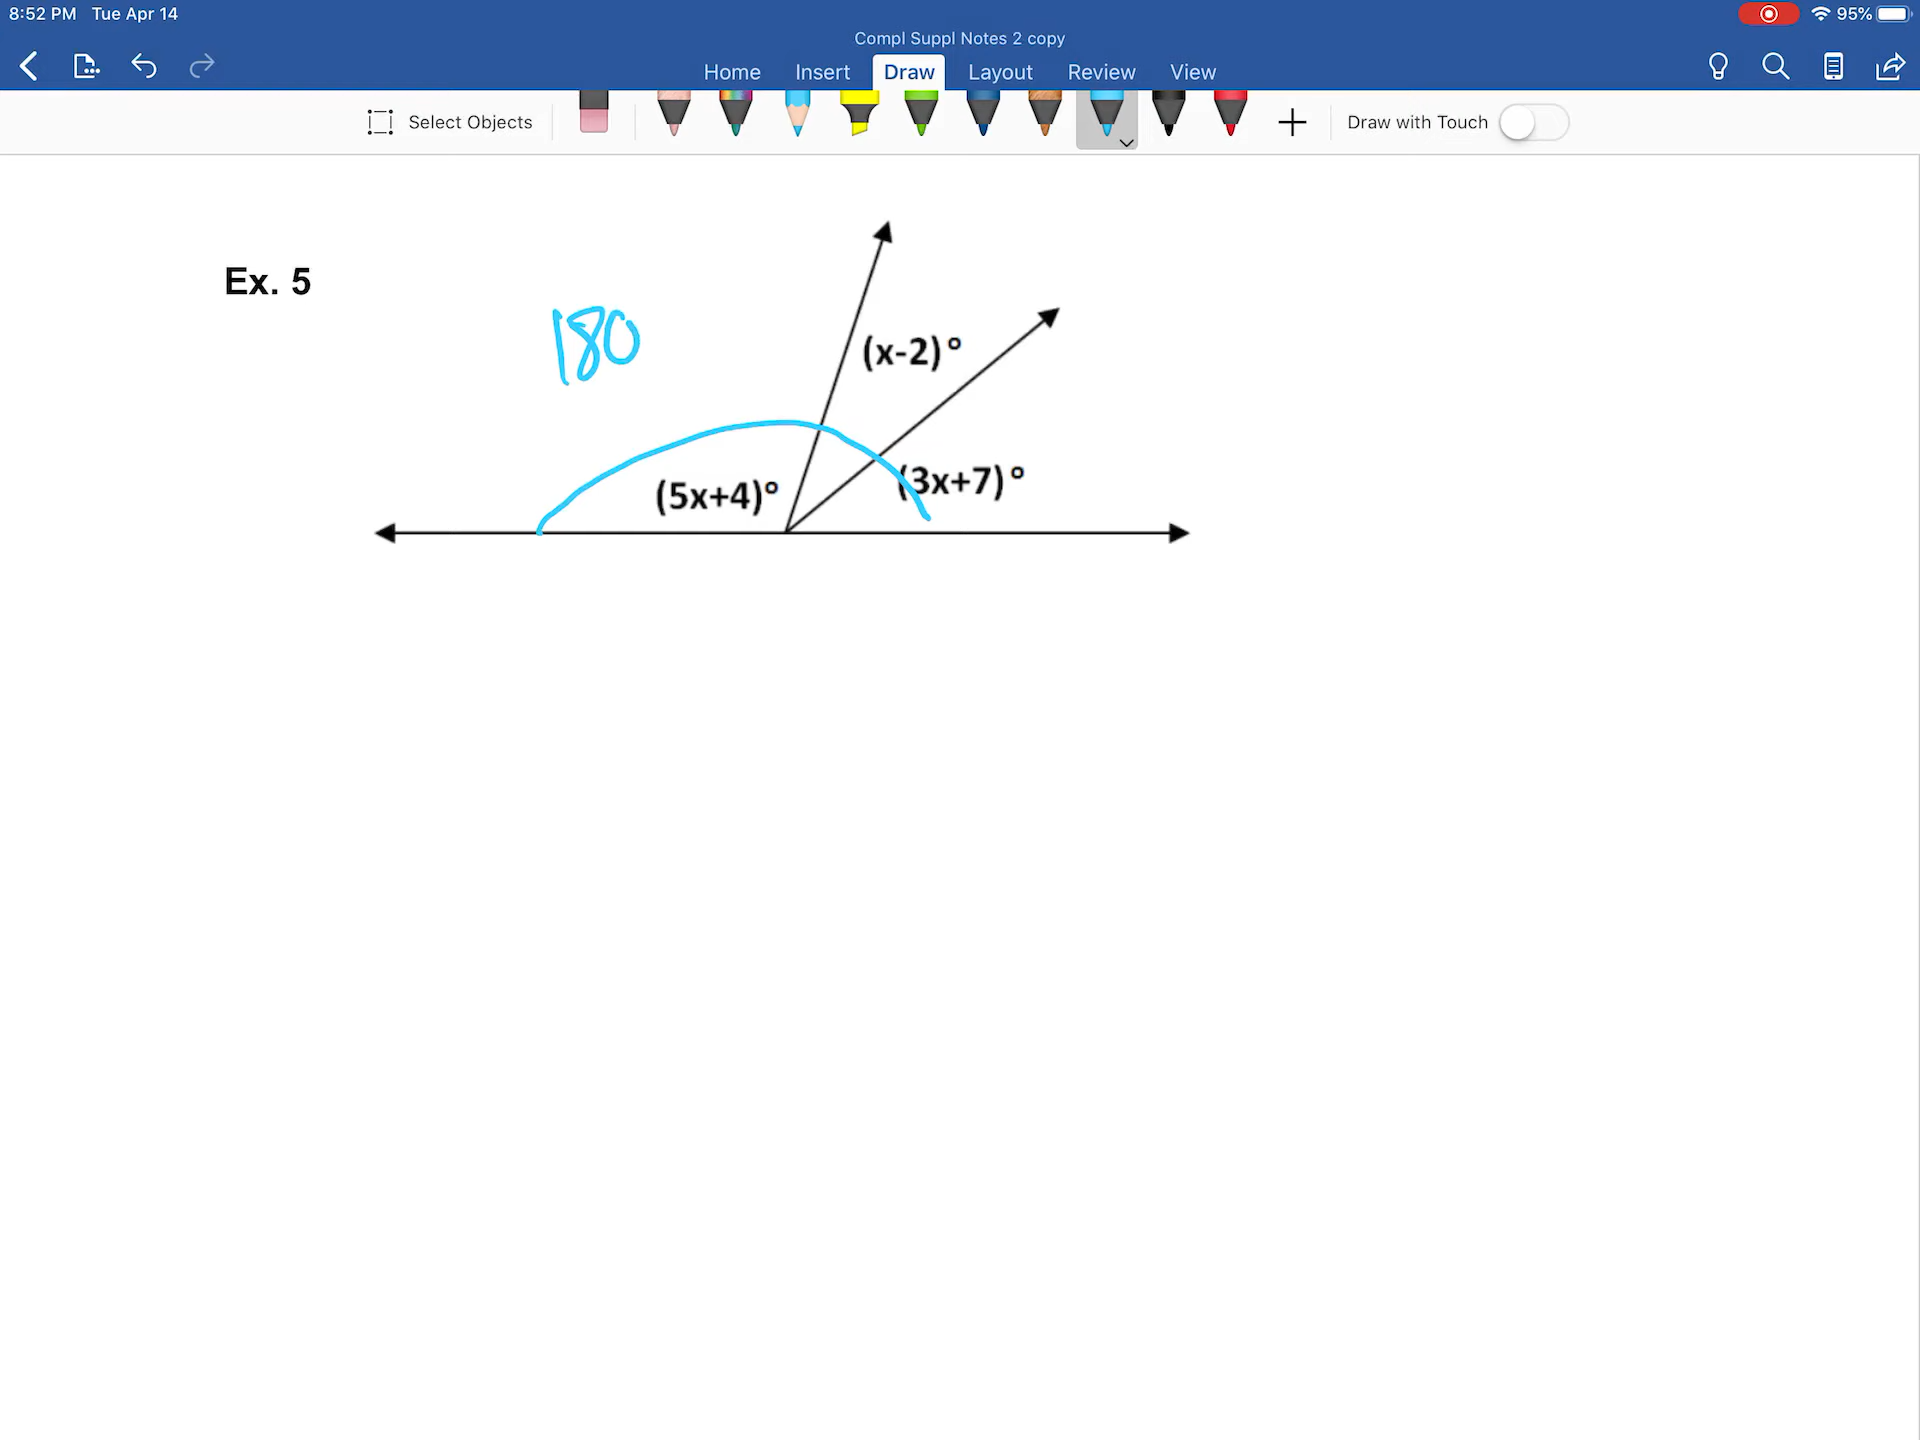 8:52 PM Tue Apr 14
95%
Compl Suppl Notes 2 copy
Home Insert Draw Layout Review View
Select Objects
Draw with Touch
Ex. 5
180
(x-2)°
(5x+4)°
(3x+7)°